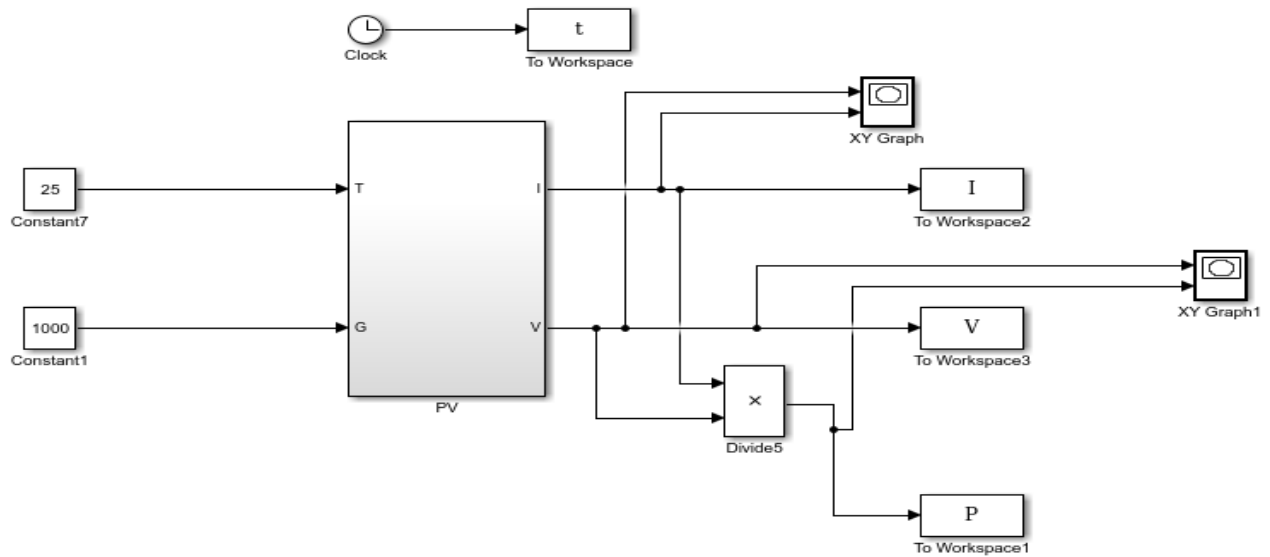 t
Clock
To Workspace
XY Graph
25
T
I
I
Constant7
To Workspace2
XY Graph1
1000
G
V
V
Constant1
To Workspace3
×
PV
Divide5
P
To Workspace1